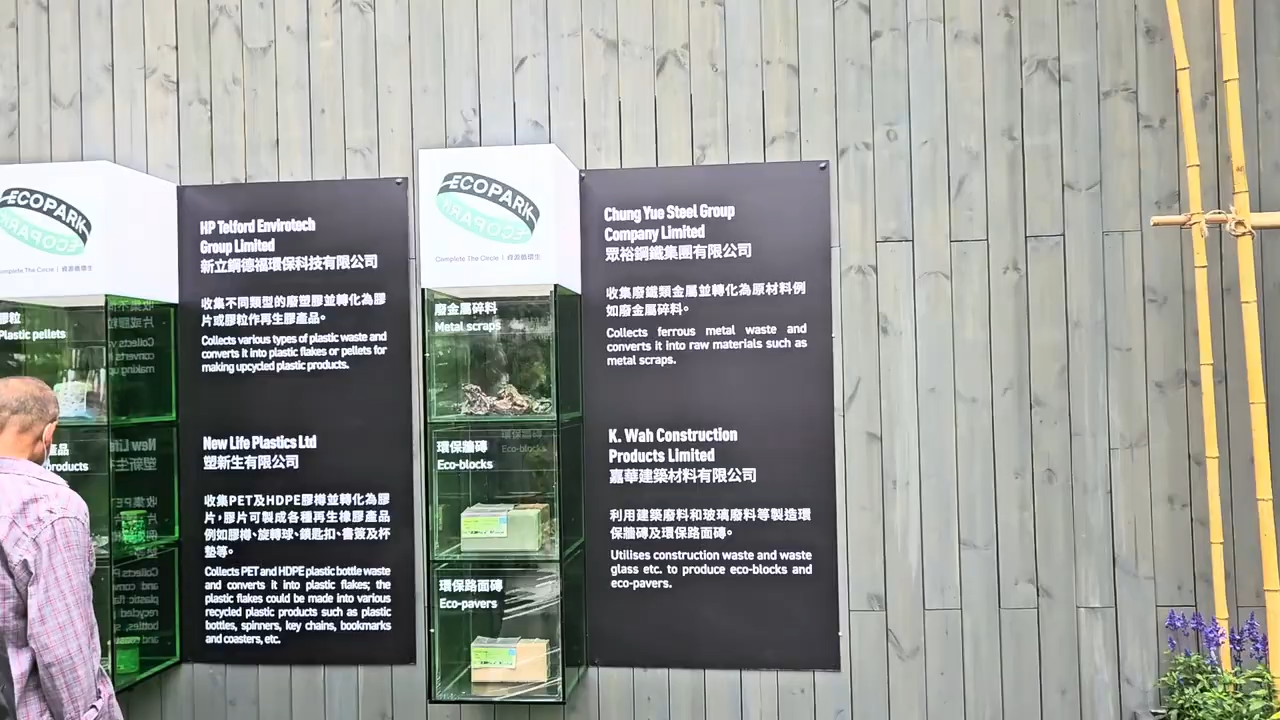 ECOPARK
ECOPARK
Complete The Circle | 資源循環生
膠粒
Plastic pellets
產品
products
HP Telford Envirotech
Group Limited
新立鋼德福環保科技有限公司
收集不同類型的廢塑膠並轉化為膠
片或膠粒作再生膠產品。
Collects various types of plastic waste and
converts it into plastic flakes or pellets for
making upcycled plastic products.
New Life Plastics Ltd
塑新生有限公司
收集PET及HDPE膠樽並轉化為膠
片，膠片可製成各種再生橡膠產品
例如膠樽、旋轉球、鎖匙扣、書簽及杯
墊等。
Collects PET and HDPE plastic bottle waste
and converts it into plastic flakes; the
plastic flakes could be made into various
recycled plastic products such as plastic
bottles, spinners, key chains, bookmarks
and coasters, etc.
ECOPARK
ECOPARK
Complete The Circle | 資源循環生
廢金屬碎料
Metal scraps
環保牆磚
Eco-blocks
環保路面磚
Eco-pavers
Chung Yue Steel Group
Company Limited
眾裕鋼鐵集團有限公司
收集廢鐵類金屬並轉化為原材料例
如廢金屬碎料。
Collects ferrous metal waste and
converts it into raw materials such as
metal scraps.
K. Wah Construction
Products Limited
嘉華建築材料有限公司
利用建築廢料和玻璃廢料等製造環
保牆磚及環保路面磚。
Utilises construction waste and waste
glass etc. to produce eco-blocks and
eco-pavers.